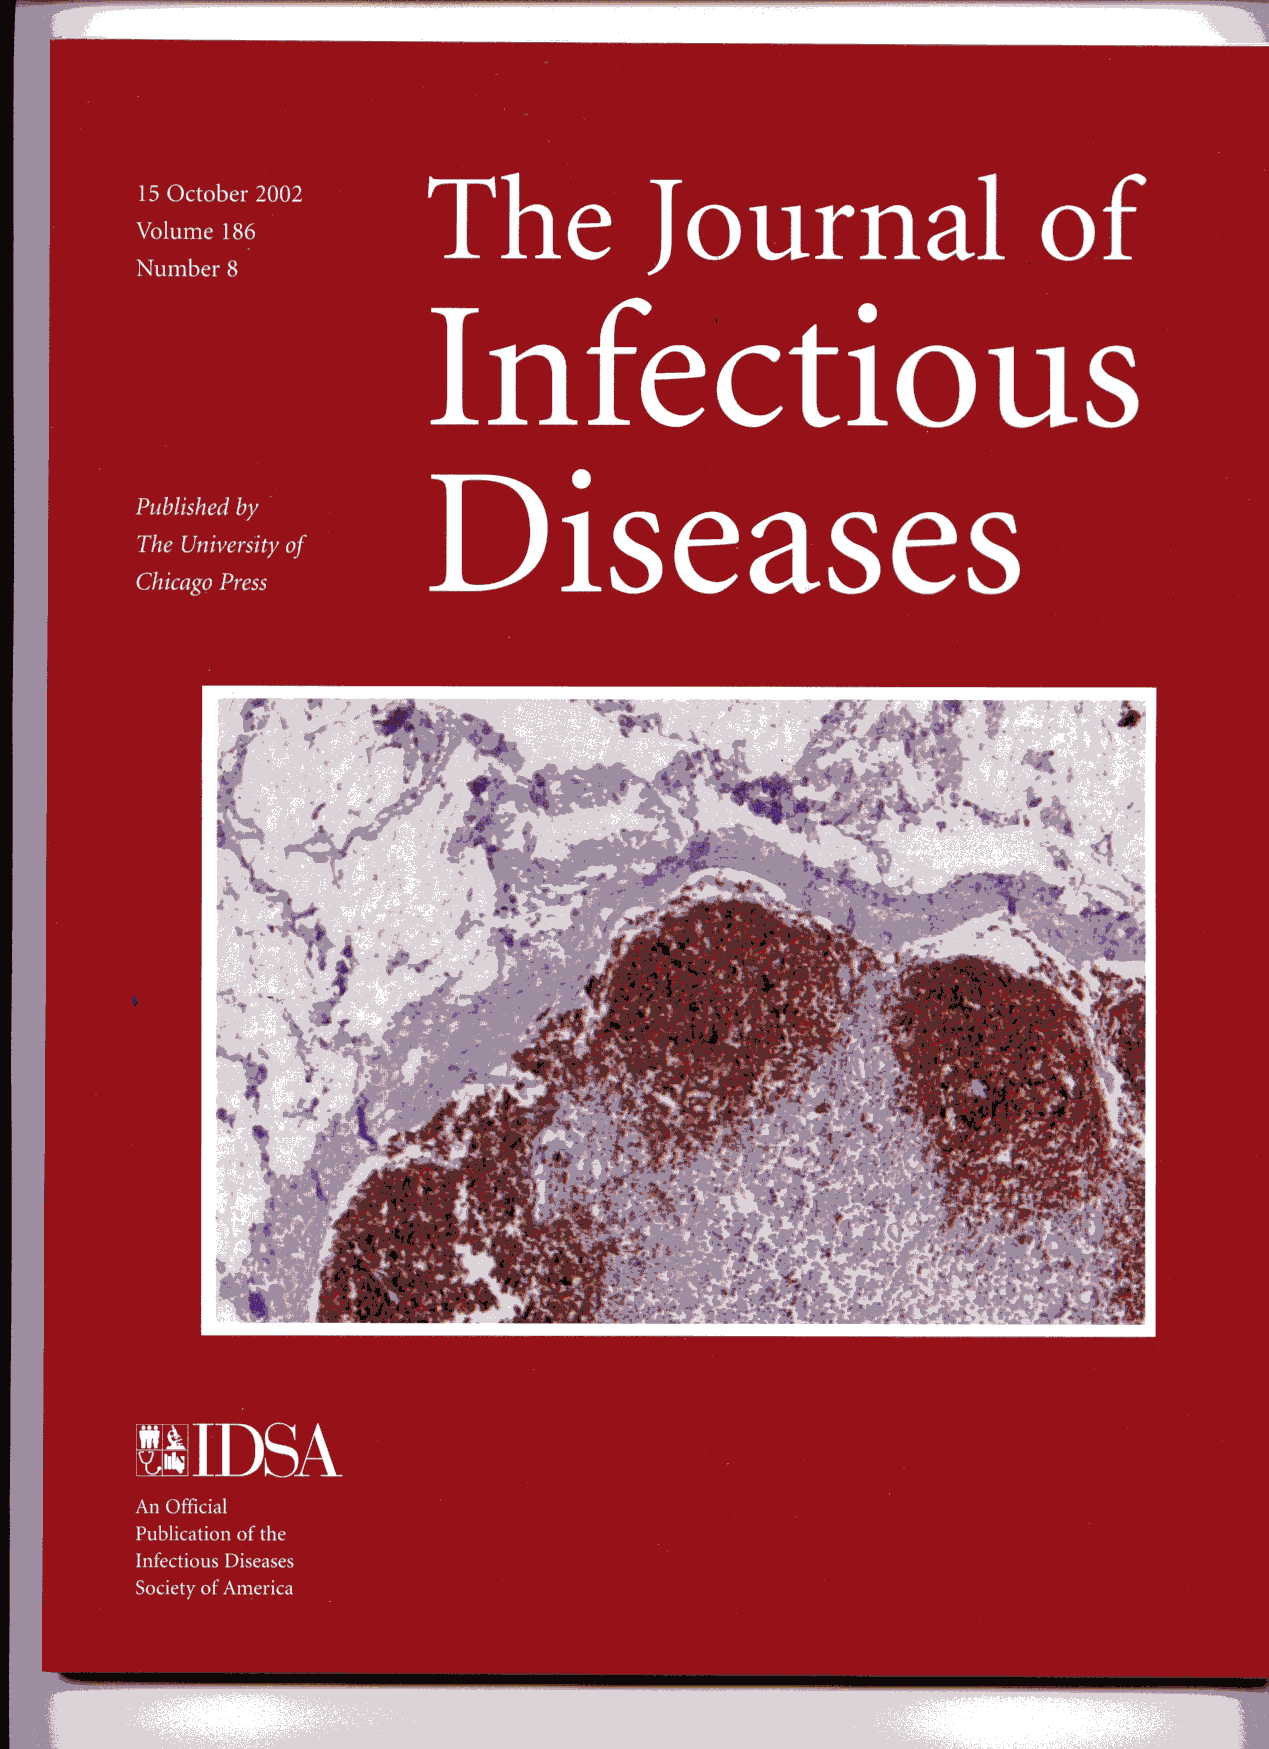 15 October 2002
Volume 186
Number 8
The Journal of
Infectious
Diseases
Published by
The University of
Chicago Press
IDSA
An Official
Publication of the
Infectious Diseases
Society of America